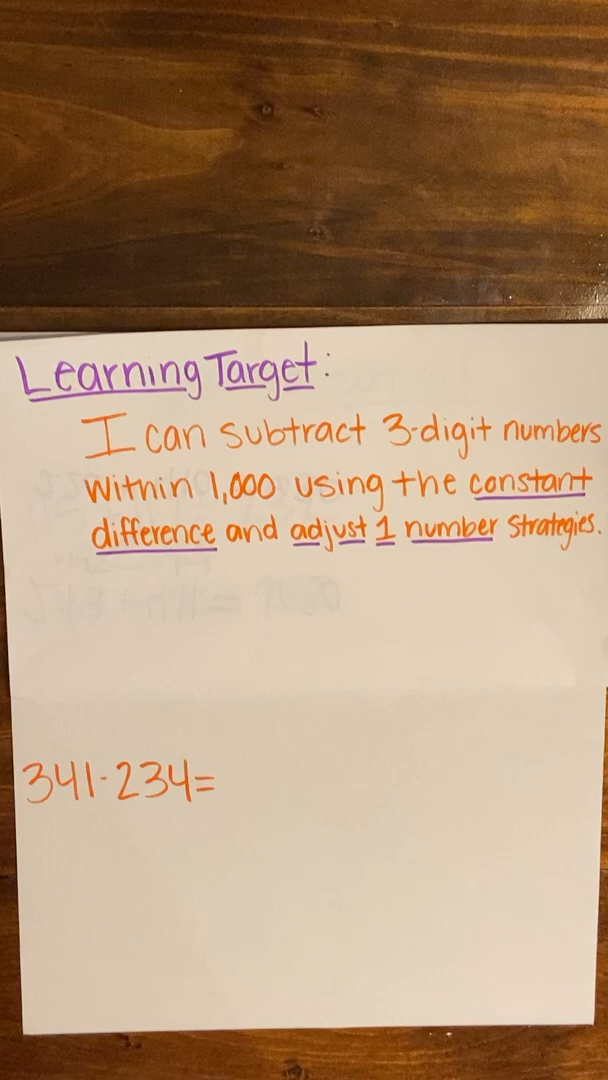 Learning Target:
I can subtract 3-digit numbers
within 1,000 using the constant
difference and adjust 1 number strategies.
341-234=